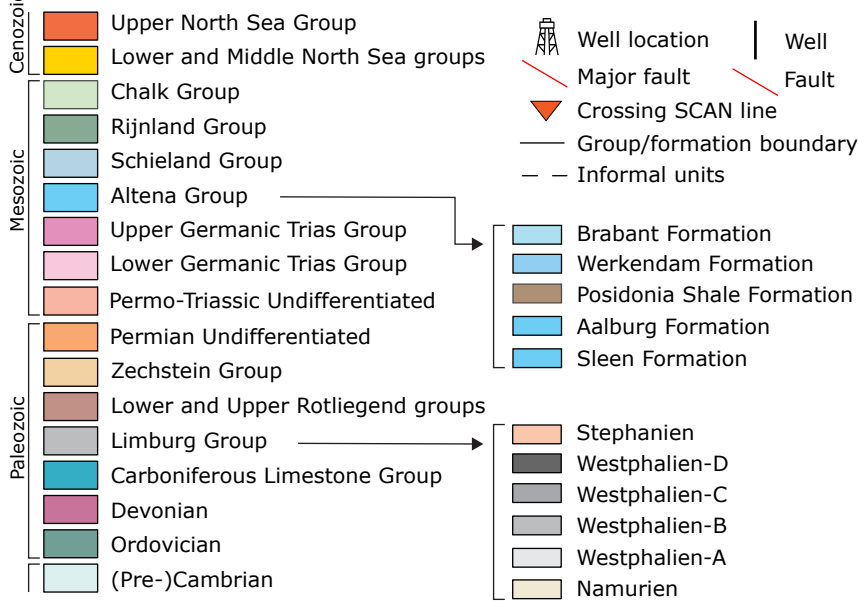 Cenozoic
Upper North Sea Group
Lower and Middle North Sea groups
Mesozoic
Chalk Group
Rijnland Group
Schieland Group
Altena Group
Upper Germanic Trias Group
Lower Germanic Trias Group
Permo-Triassic Undifferentiated
Paleozoic
Permian Undifferentiated
Zechstein Group
Lower and Upper Rotliegend groups
Limburg Group
Carboniferous Limestone Group
Devonian
Ordovician
(Pre-)Cambrian
Well location
Well
Major fault
Fault
Crossing SCAN line
Group/formation boundary
Informal units
Brabant Formation
Werkendam Formation
Posidonia Shale Formation
Aalburg Formation
Sleen Formation
Stephanien
Westphalien-D
Westphalien-C
Westphalien-B
Westphalien-A
Namurien